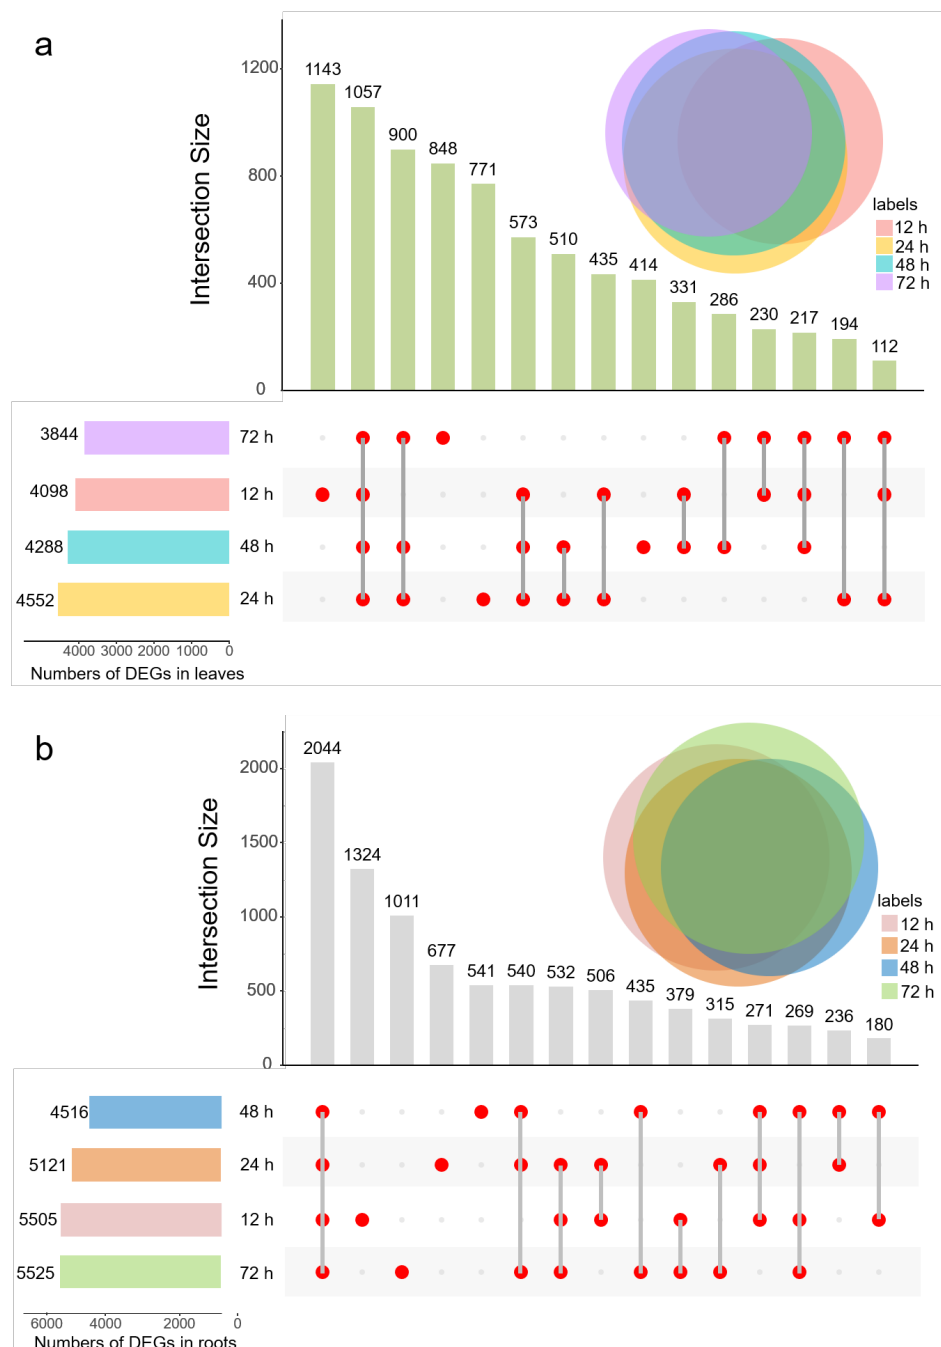 a
Intersection Size
1200
800
400
0
1143
1057
900
848
771
573
510
435
414
331
286
230
217
194
112
labels
12 h
24 h
48 h
72 h
3844 72 h
4098 12 h
4288 48 h
4552 24 h
4000 3000 2000 1000 0
Numbers of DEGs in leaves
b
Intersection Size
2000
1500
1000
500
0
2044
1324
1011
677
541
540
532
506
435
379
315
271
269
236
180
labels
12 h
24 h
48 h
72 h
4516 48 h
5121 24 h
5505 12 h
5525 72 h
6000 4000 2000 0
Numbers of DEGs in roots